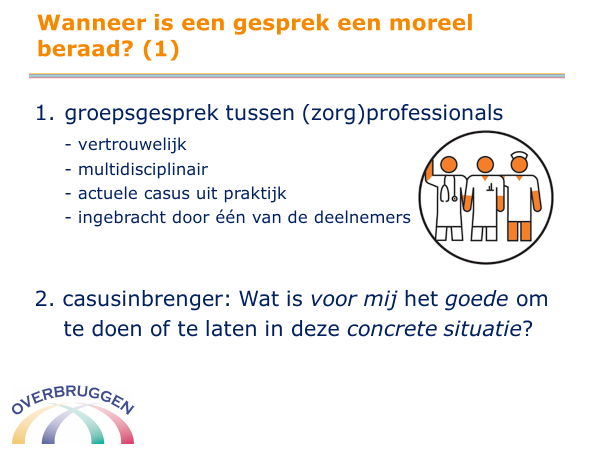 Wanneer is een gesprek een moreel
beraad? (1)
1. groepsgesprek tussen (zorg)professionals
- vertrouwelijk
- multidisciplinair
- actuele casus uit praktijk
- ingebracht door één van de deelnemers
2. casusinbrenger: Wat is voor mij het goede om
te doen of te laten in deze concrete situatie?
OVERBRUGGEN